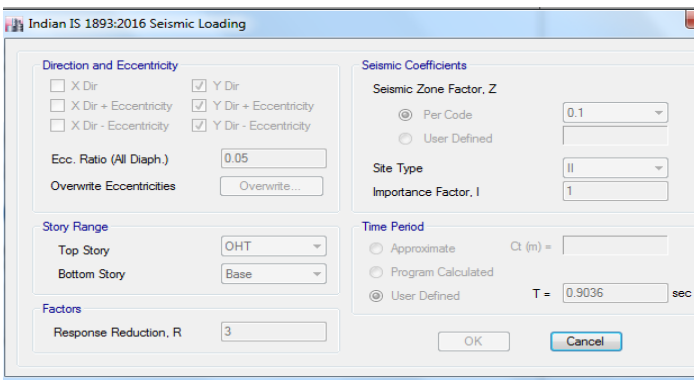 Indian IS 1893:2016 Seismic Loading
Direction and Eccentricity
X Dir Y Dir
X Dir + Eccentricity Y Dir + Eccentricity
X Dir - Eccentricity Y Dir - Eccentricity
Ecc. Ratio (All Diaph.) 0.05
Overwrite Eccentricities Overwrite...
Story Range
Top Story OHT
Bottom Story Base
Factors
Response Reduction, R 3
Seismic Coefficients
Seismic Zone Factor, Z
Per Code 0.1
User Defined
Site Type II
Importance Factor, I 1
Time Period
Approximate Ct (m) =
Program Calculated
User Defined T = 0.9036 sec
OK Cancel